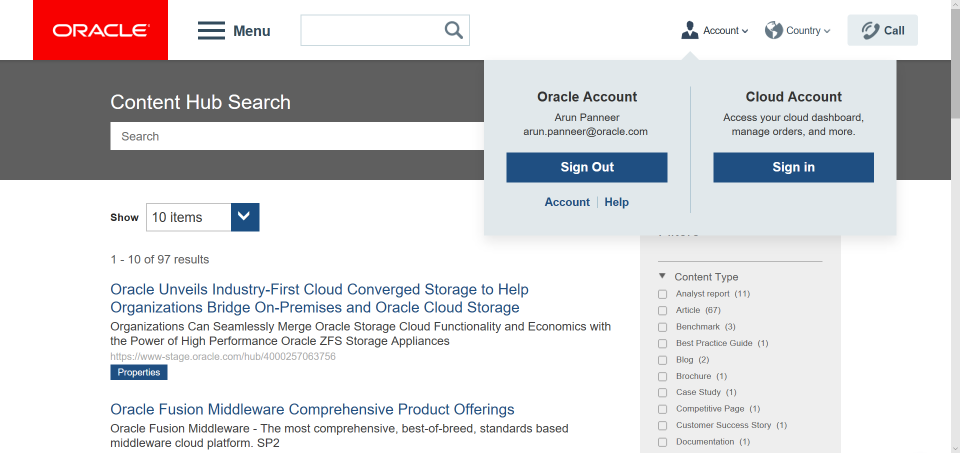 ORACLE
Menu
Account
Country
Call
Oracle Account
Arun Panneer
arun.panneer@oracle.com
Sign Out
Account | Help
Cloud Account
Access your cloud dashboard,
manage orders, and more.
Sign in
Content Hub Search
Search
Show
10 items
1 - 10 of 97 results
Oracle Unveils Industry-First Cloud Converged Storage to Help
Organizations Bridge On-Premises and Oracle Cloud Storage
Organizations Can Seamlessly Merge Oracle Storage Cloud Functionality and Economics with
the Power of High Performance Oracle ZFS Storage Appliances
https://www-stage.oracle.com/hub/4000257063756
Properties
Oracle Fusion Middleware Comprehensive Product Offerings
Oracle Fusion Middleware - The most comprehensive, best-of-breed, standards based
middleware cloud platform. SP2
Content Type
Analyst report (11)
Article (67)
Benchmark (3)
Best Practice Guide (1)
Blog (2)
Brochure (1)
Case Study (1)
Competitive Page (1)
Customer Success Story (1)
Documentation (1)